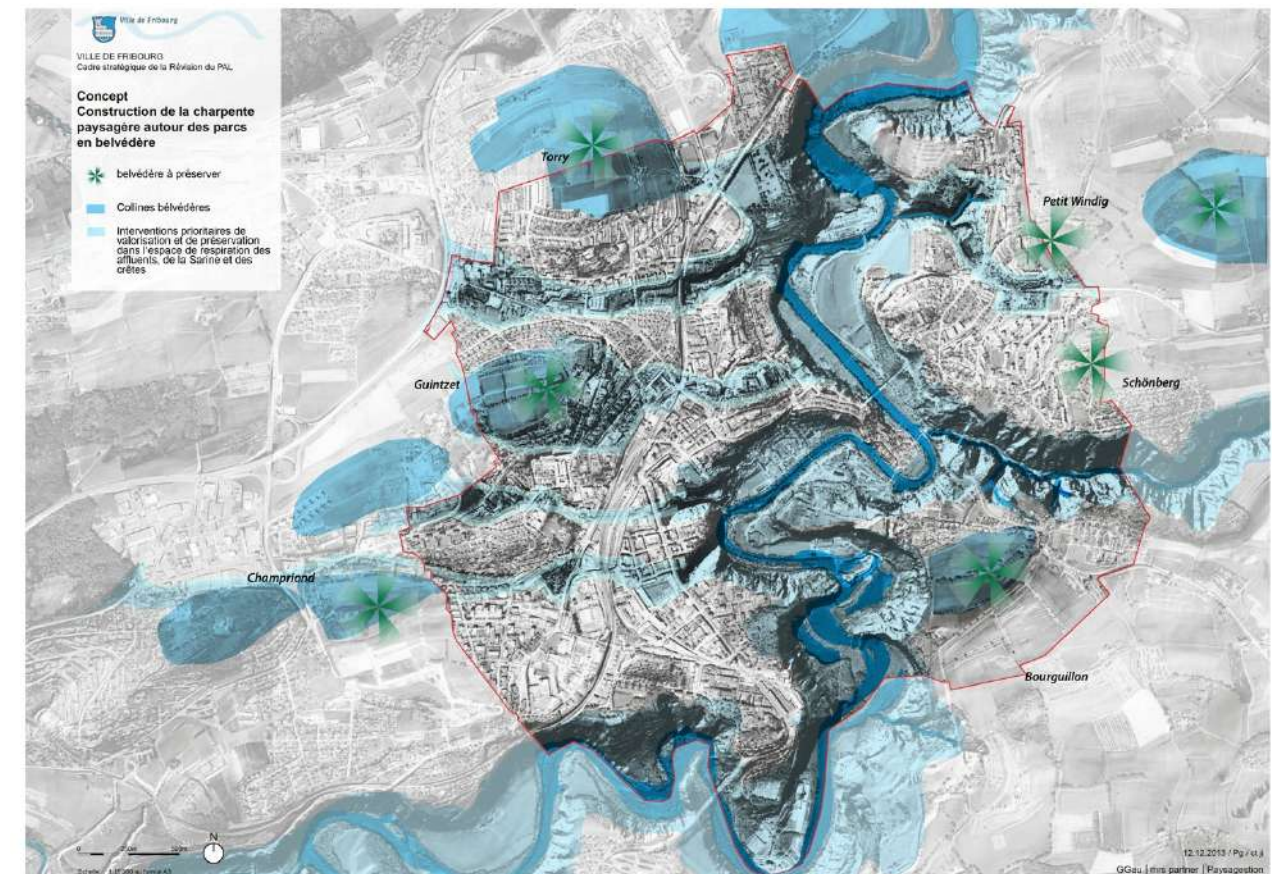 Ville de Fribourg
VILLE DE FRIBOURG
Cadre stratégique de la Révision du PAL
Concept
Construction de la charpente
paysagère autour des parcs
en belvédère
belvédère à préserver
Collines bélvédères
Interventions prioritaires de
valorisation et de préservation
dans l'espace de respiration des
affluents, de la Sarine et des
crêtes
Torry
Petit Windig
Guintzet
Schönberg
Champriond
Bourguillon
N
0
12.12.2013 / Pg /
GGau | mrs partner | Paysagestion